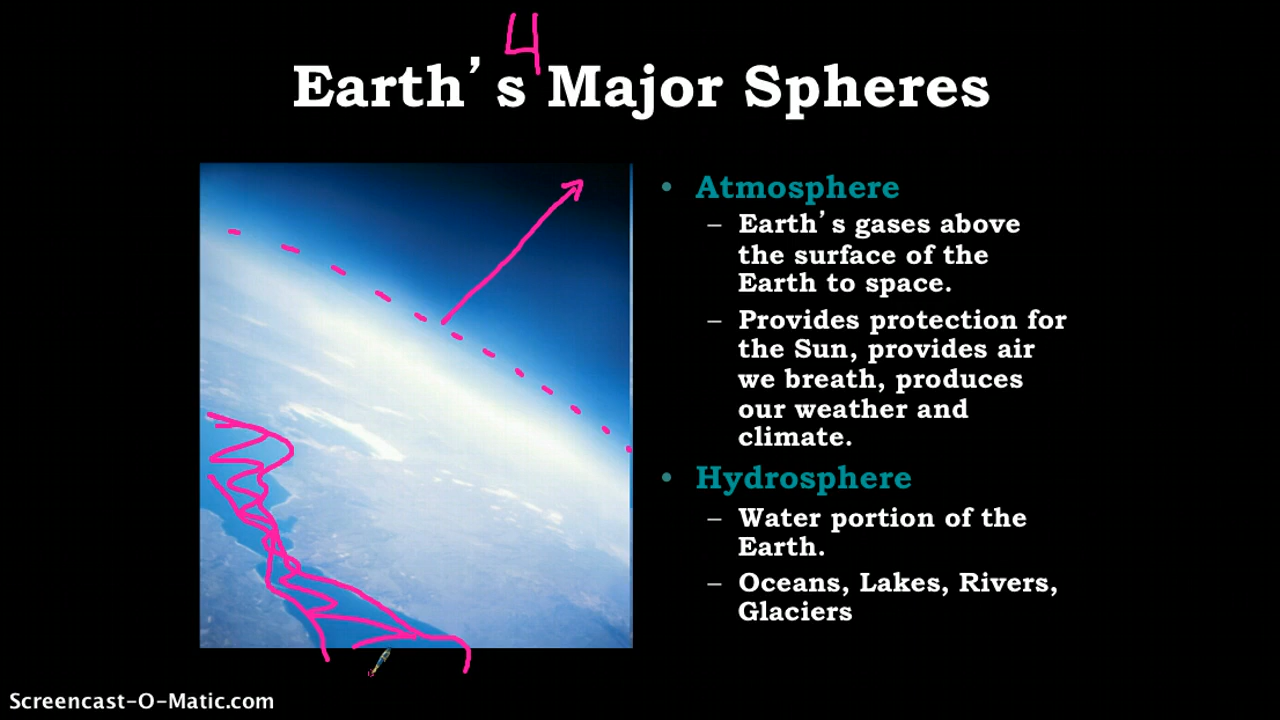 4
Earth’s Major Spheres
• Atmosphere
– Earth’s gases above
the surface of the
Earth to space.
– Provides protection for
the Sun, provides air
we breath, produces
our weather and
climate.
• Hydrosphere
– Water portion of the
Earth.
– Oceans, Lakes, Rivers,
Glaciers
Screencast-O-Matic.com